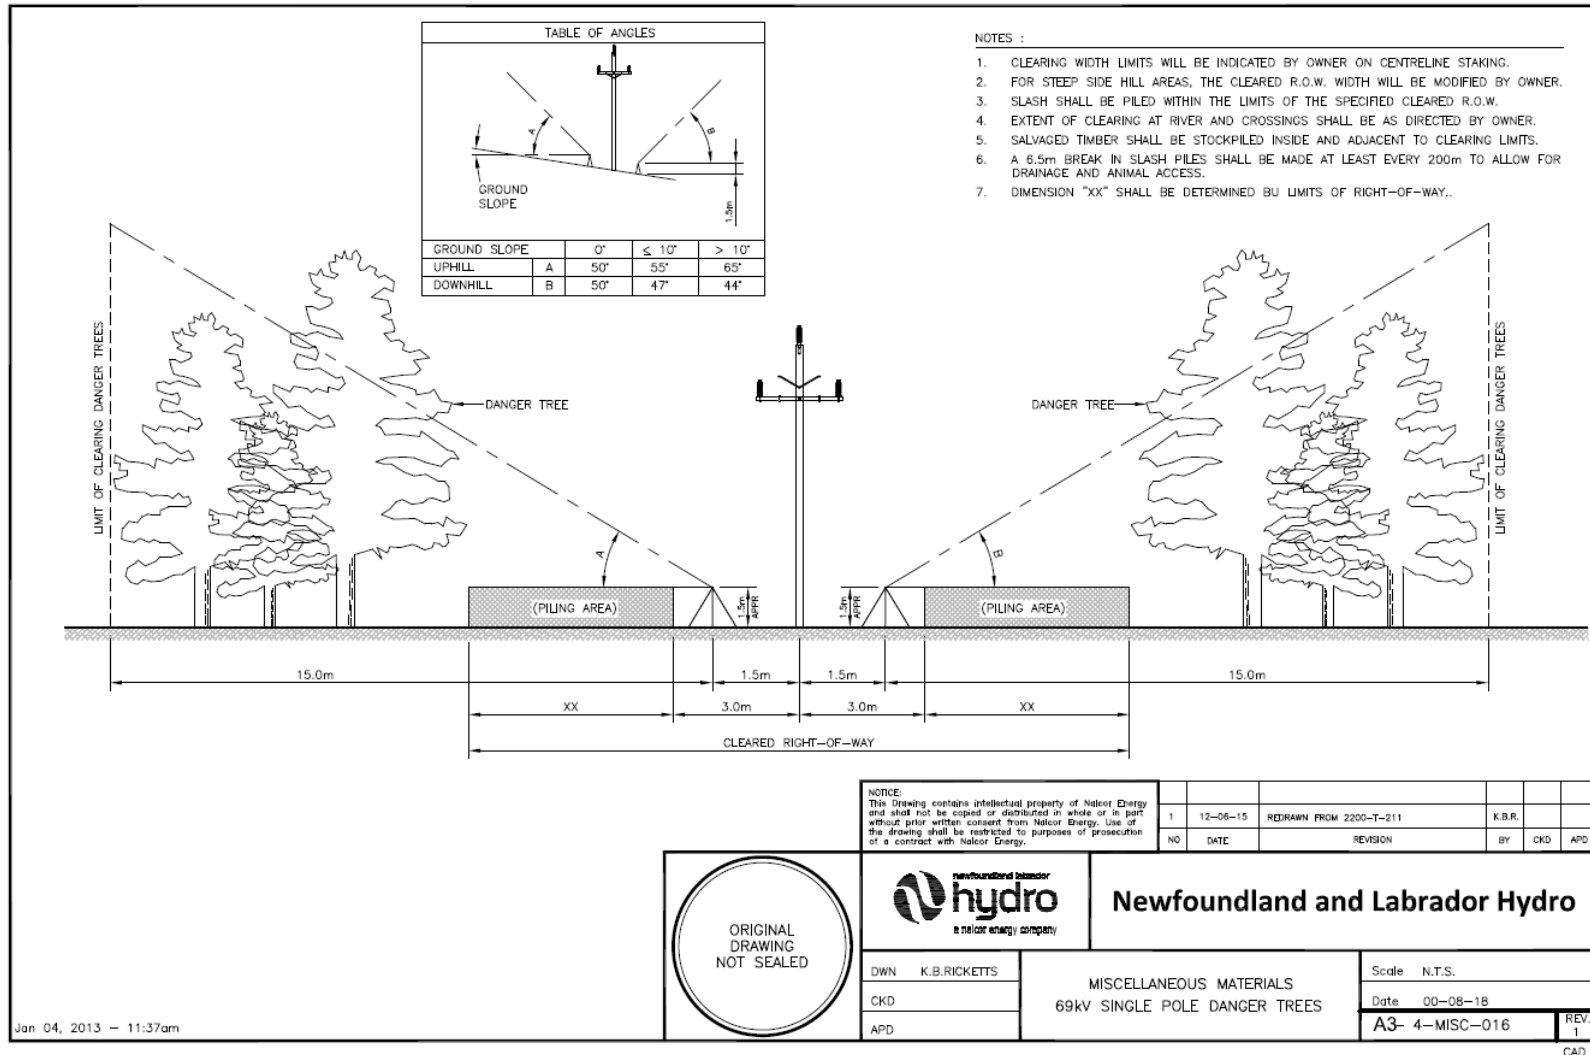 TABLE OF ANGLES
A
B
GROUND
SLOPE
1.5m
GROUND SLOPE 0° ≤ 10° > 10°
UPHILL A 50° 55° 65°
DOWNHILL B 50° 47° 44°
NOTES :
1. CLEARING WIDTH LIMITS WILL BE INDICATED BY OWNER ON CENTRELINE STAKING.
2. FOR STEEP SIDE HILL AREAS, THE CLEARED R.O.W. WIDTH WILL BE MODIFIED BY OWNER.
3. SLASH SHALL BE PILED WITHIN THE LIMITS OF THE SPECIFIED CLEARED R.O.W.
4. EXTENT OF CLEARING AT RIVER AND CROSSINGS SHALL BE AS DIRECTED BY OWNER.
5. SALVAGED TIMBER SHALL BE STOCKPILED INSIDE AND ADJACENT TO CLEARING LIMITS.
6. A 6.5m BREAK IN SLASH PILES SHALL BE MADE AT LEAST EVERY 200m TO ALLOW FOR
DRAINAGE AND ANIMAL ACCESS.
7. DIMENSION "XX" SHALL BE DETERMINED BU LIMITS OF RIGHT-OF-WAY..
LIMIT OF CLEARING DANGER TREES
DANGER TREE
DANGER TREE
LIMIT OF CLEARING DANGER TREES
A
B
(PILING AREA)
1.5m
APPR
1.5m
APPR
(PILING AREA)
15.0m 1.5m 1.5m 15.0m
XX 3.0m 3.0m XX
CLEARED RIGHT-OF-WAY
NOTICE:
This Drawing contains intellectual property of Nalcor Energy
and shall not be copied or distributed in whole or in part
without prior written consent from Nalcor Energy. Use of
the drawing shall be restricted to purposes of prosecution
of a contract with Nalcor Energy.
1 12-06-15 REDRAWN FROM 2200-T-211 K.B.R.
NO DATE REVISION BY CKD APD
ORIGINAL
DRAWING
NOT SEALED
newfoundland labrador
hydro
a nalcor energy company
Newfoundland and Labrador Hydro
DWN K.B.RICKETTS
CKD
APD
MISCELLANEOUS MATERIALS
69kV SINGLE POLE DANGER TREES
Scale N.T.S.
Date 00-08-18
A3- 4-MISC-016
REV.
1
CAD
Jan 04, 2013 - 11:37am